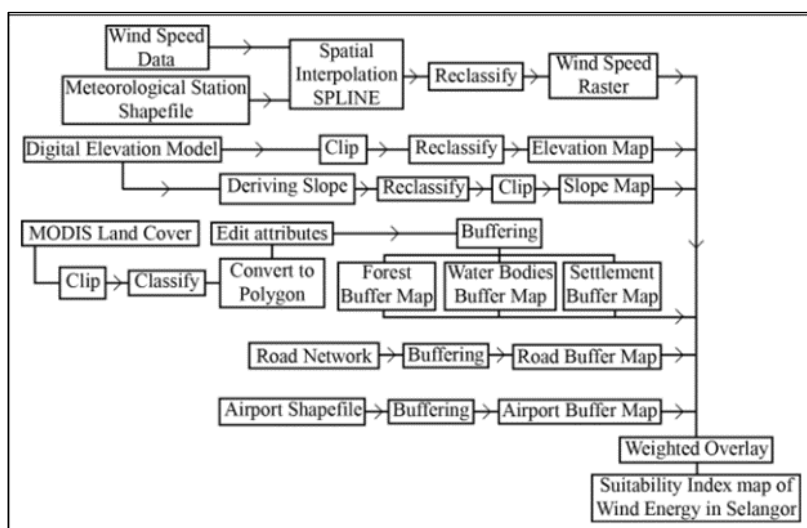 Wind Speed
Data
Meteorological Station
Shapefile
Spatial
Interpolation
SPLINE
Reclassify
Wind Speed
Raster
Digital Elevation Model
Clip
Reclassify
Elevation Map
Deriving Slope
Reclassify
Clip
Slope Map
MODIS Land Cover
Clip
Classify
Convert to
Polygon
Edit attributes
Buffering
Forest
Buffer Map
Water Bodies
Buffer Map
Settlement
Buffer Map
Road Network
Buffering
Road Buffer Map
Airport Shapefile
Buffering
Airport Buffer Map
Weighted Overlay
Suitability Index map of
Wind Energy in Selangor